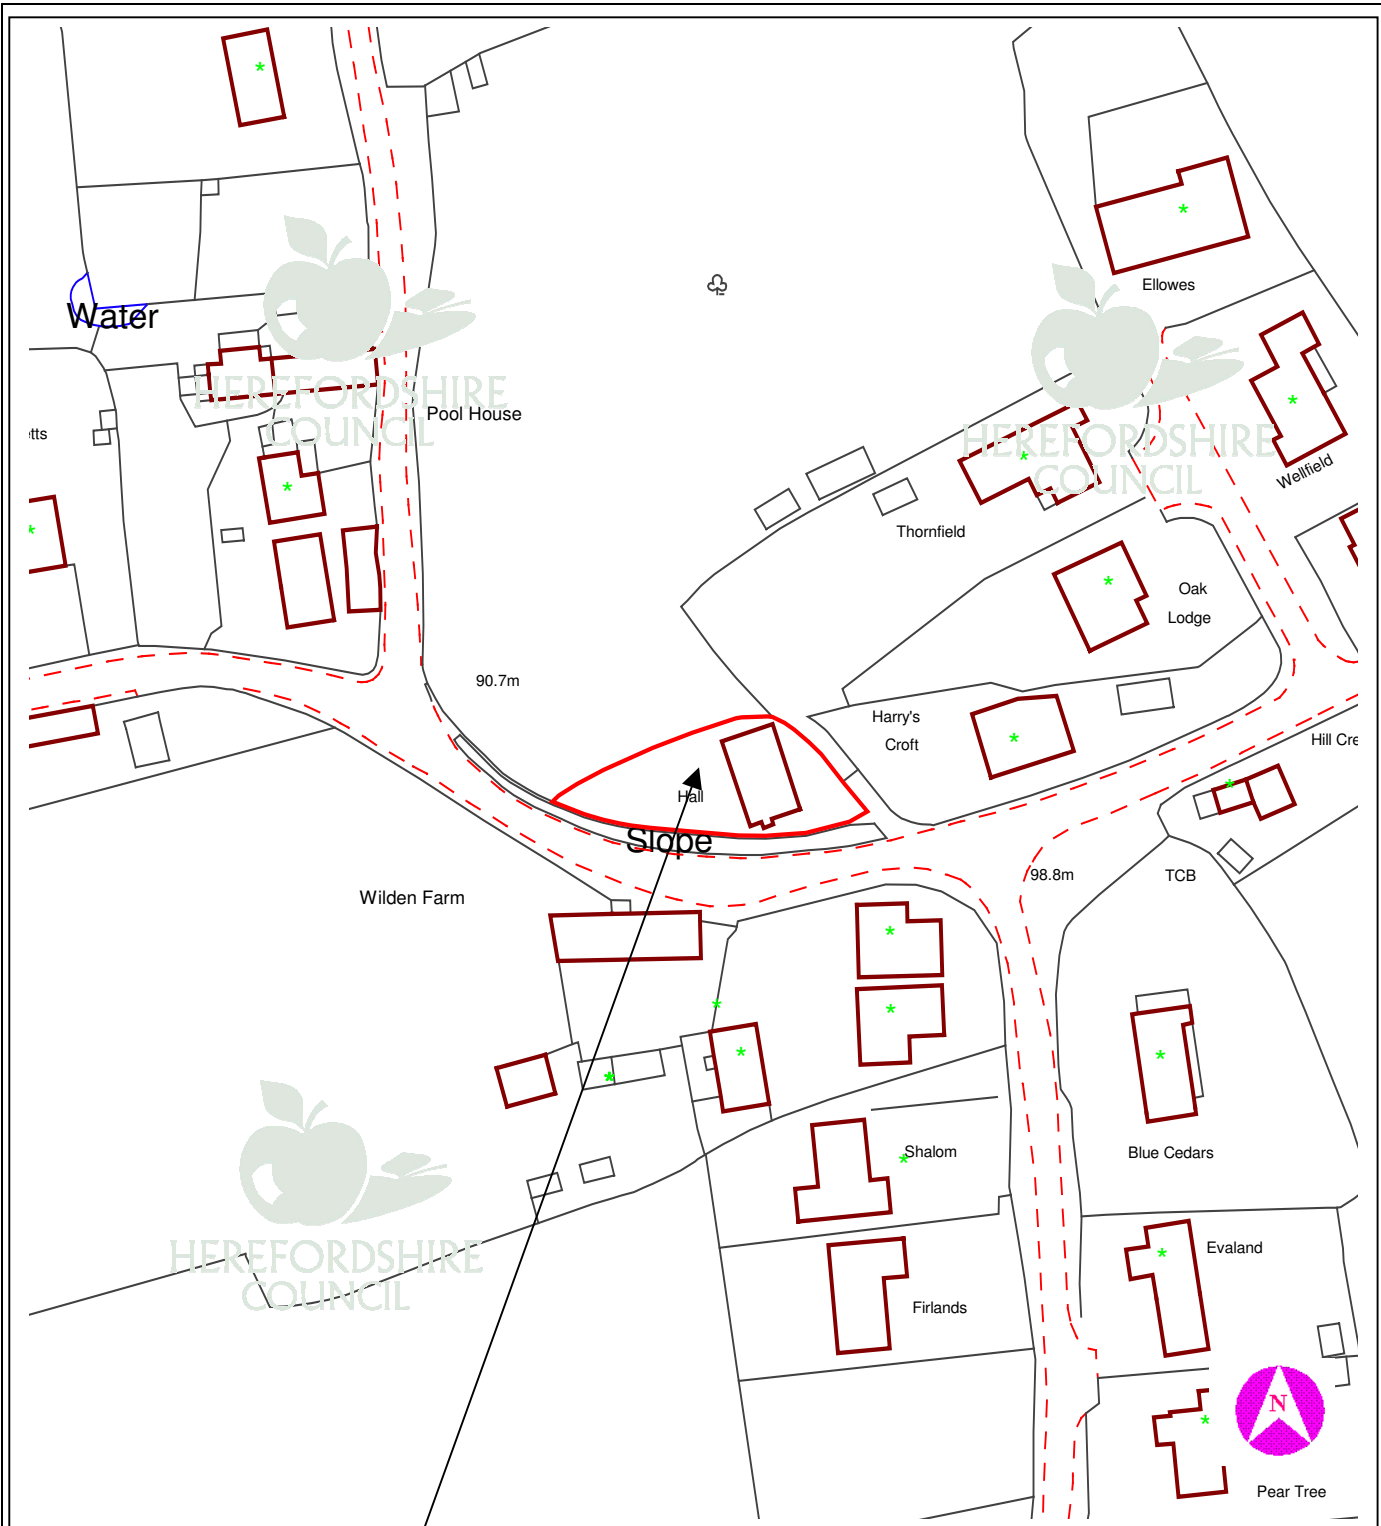 Ellowes
Water
HEREFORDSHIRE
COUNCIL
Pool House
HEREFORDSHIRE
COUNCIL
etts
Wellfield
Thornfield
Oak
Lodge
90.7m
Harry's
Croft
Hill Cre
Hall
Slope
98.8m
TCB
Wilden Farm
Shalom
Blue Cedars
HEREFORDSHIRE
COUNCIL
Evaland
Firlands
N
Pear Tree